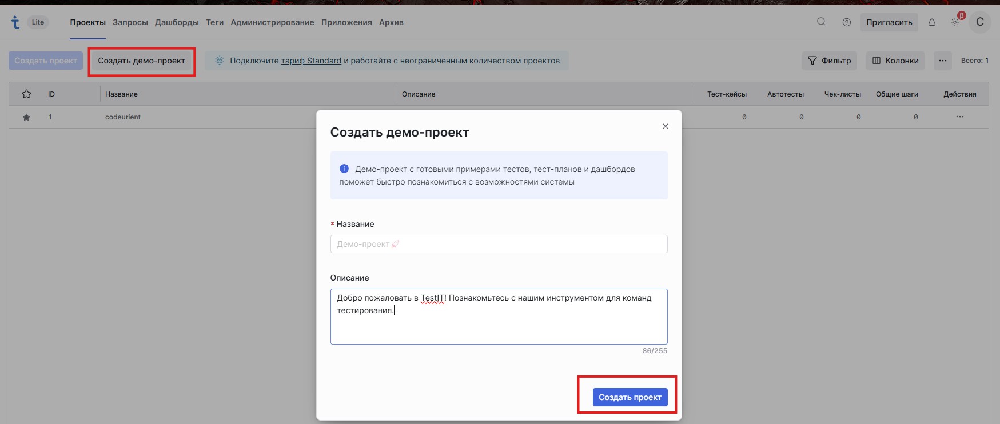 Lite
Проекты Запросы Дашборды Теги Администрирование Приложения Архив
Пригласить
β
C
Создать проект
Создать демо-проект
Подключите тариф Standard и работайте с неограниченным количеством проектов
Фильтр
Колонки
Всего: 1
ID Название Описание Тест-кейсы Автотесты Чек-листы Общие шаги Действия
1 codeurient 0 0 0 0
Создать демо-проект
Демо-проект с готовыми примерами тестов, тест-планов и дашбордов
поможет быстро познакомиться с возможностями системы
* Название
Демо-проект🚀
Описание
Добро пожаловать в TestIT! Познакомьтесь с нашим инструментом для команд
тестирования.
86/255
Создать проект